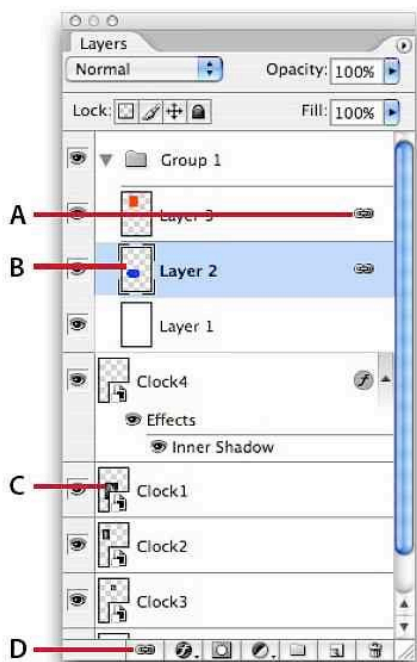 Layers
Normal Opacity: 100%
Lock: Fill: 100%
Group 1
A Layer 3
B Layer 2
Layer 1
Clock4
Effects
Inner Shadow
C Clock1
Clock2
Clock3
D